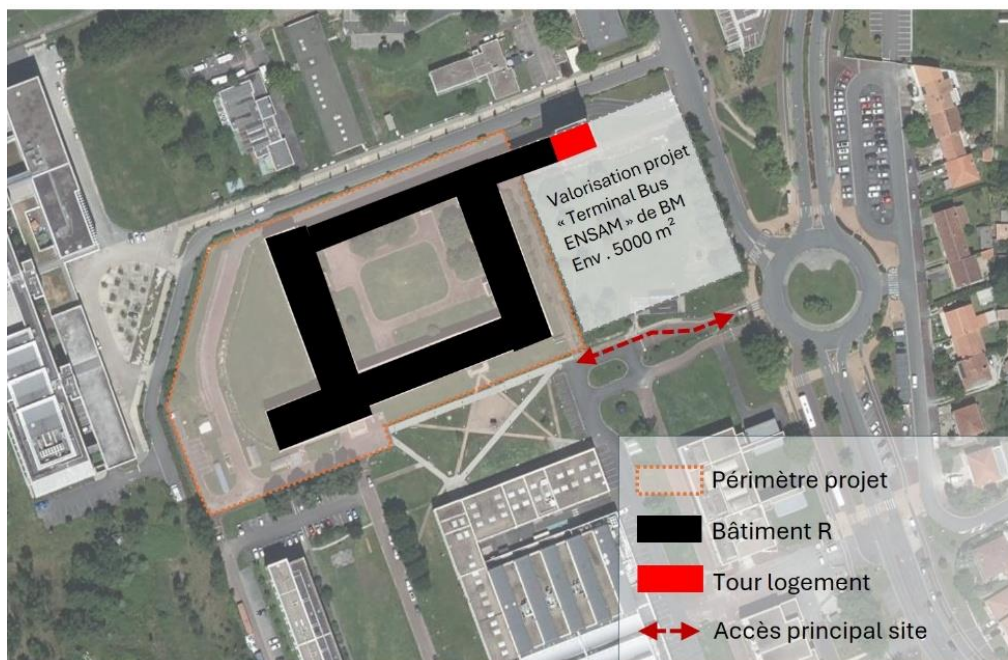 Valorisation projet
« Terminal Bus
ENSAM » de BM
Env . 5000 m²
Périmètre projet
Bâtiment R
Tour logement
Accès principal site